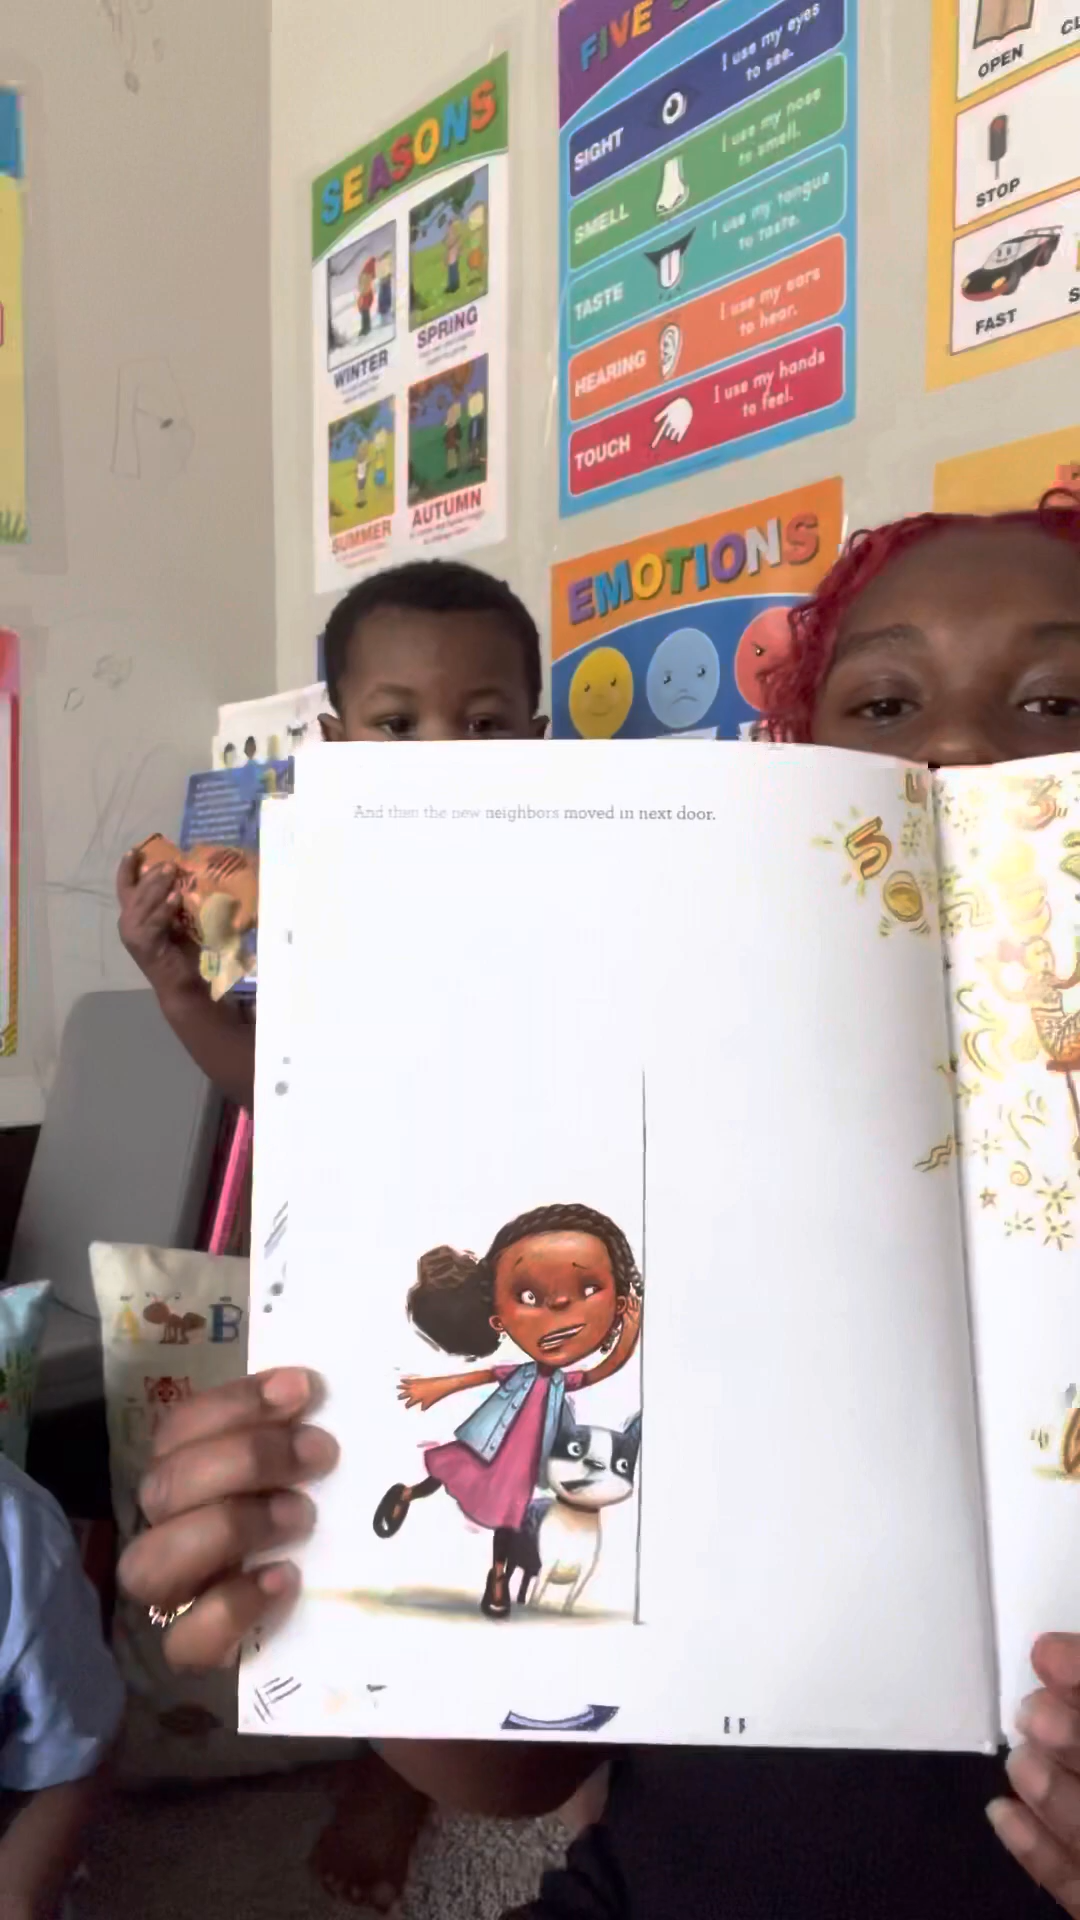 SEASONS
WINTER
SPRING
SUMMER
AUTUMN
FIVE
SIGHT
I use my eyes
to see.
SMELL
I use my nose
to smell.
TASTE
I use my tongue
to taste.
HEARING
I use my ears
to hear.
TOUCH
I use my hands
to feel.
OPEN
STOP
FAST
EMOTIONS
And then the new neighbors moved in next door.
5
3
A B